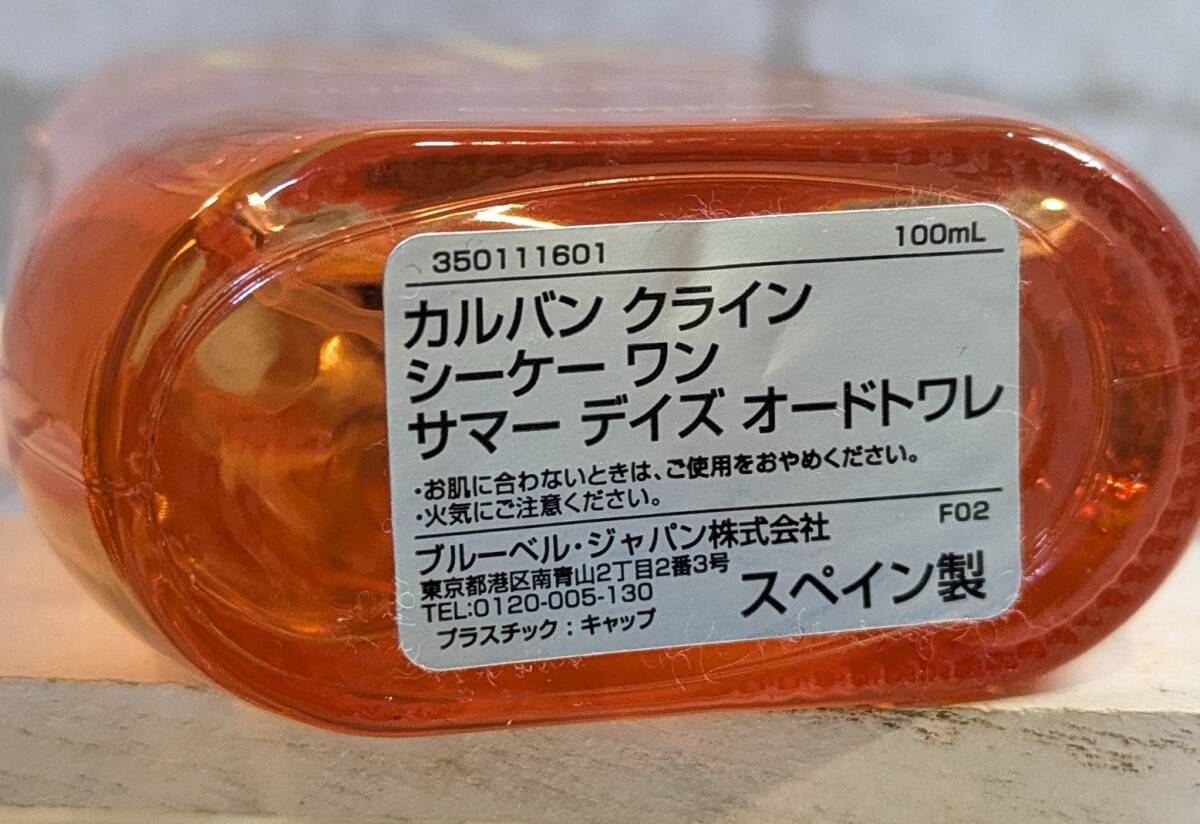 350111601 100mL
カルバン クライン
シーケー ワン
サマー デイズ オードトワレ
・お肌に合わないときは、ご使用をおやめください。
・火気にご注意ください。
F02
ブルーベル・ジャパン株式会社
東京都港区南青山2丁目2番3号
TEL:0120-005-130
プラスチック：キャップ
スペイン製